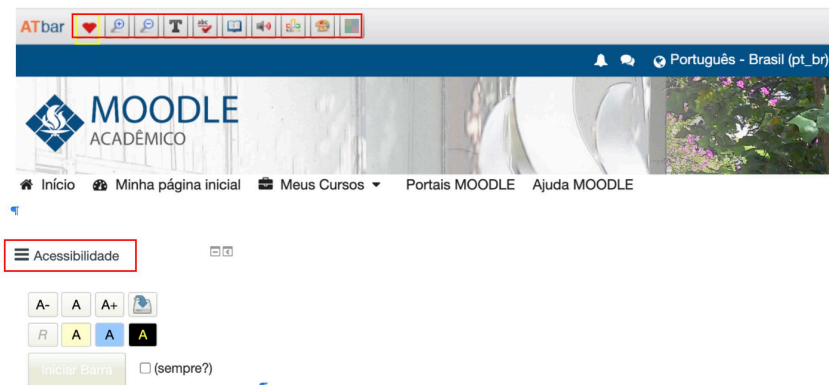 ATbar T abc
Português - Brasil (pt_br)
MOODLE
ACADÊMICO
Início Minha página inicial Meus Cursos Portais MOODLE Ajuda MOODLE
¶
Acessibilidade
A- A A+
R A A A
Iniciar Barra (sempre?)